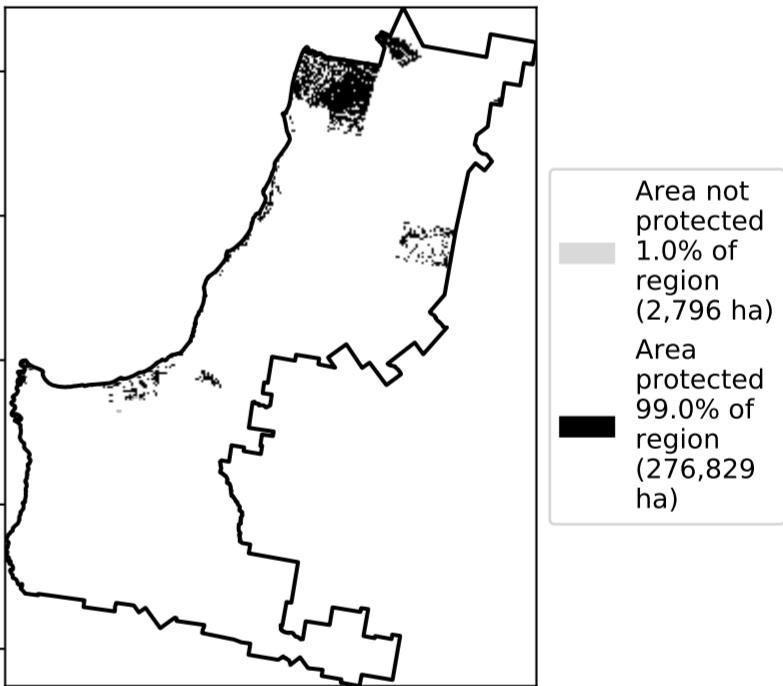 Area not
protected
1.0% of
region
(2,796 ha)
Area
protected
99.0% of
region
(276,829
ha)